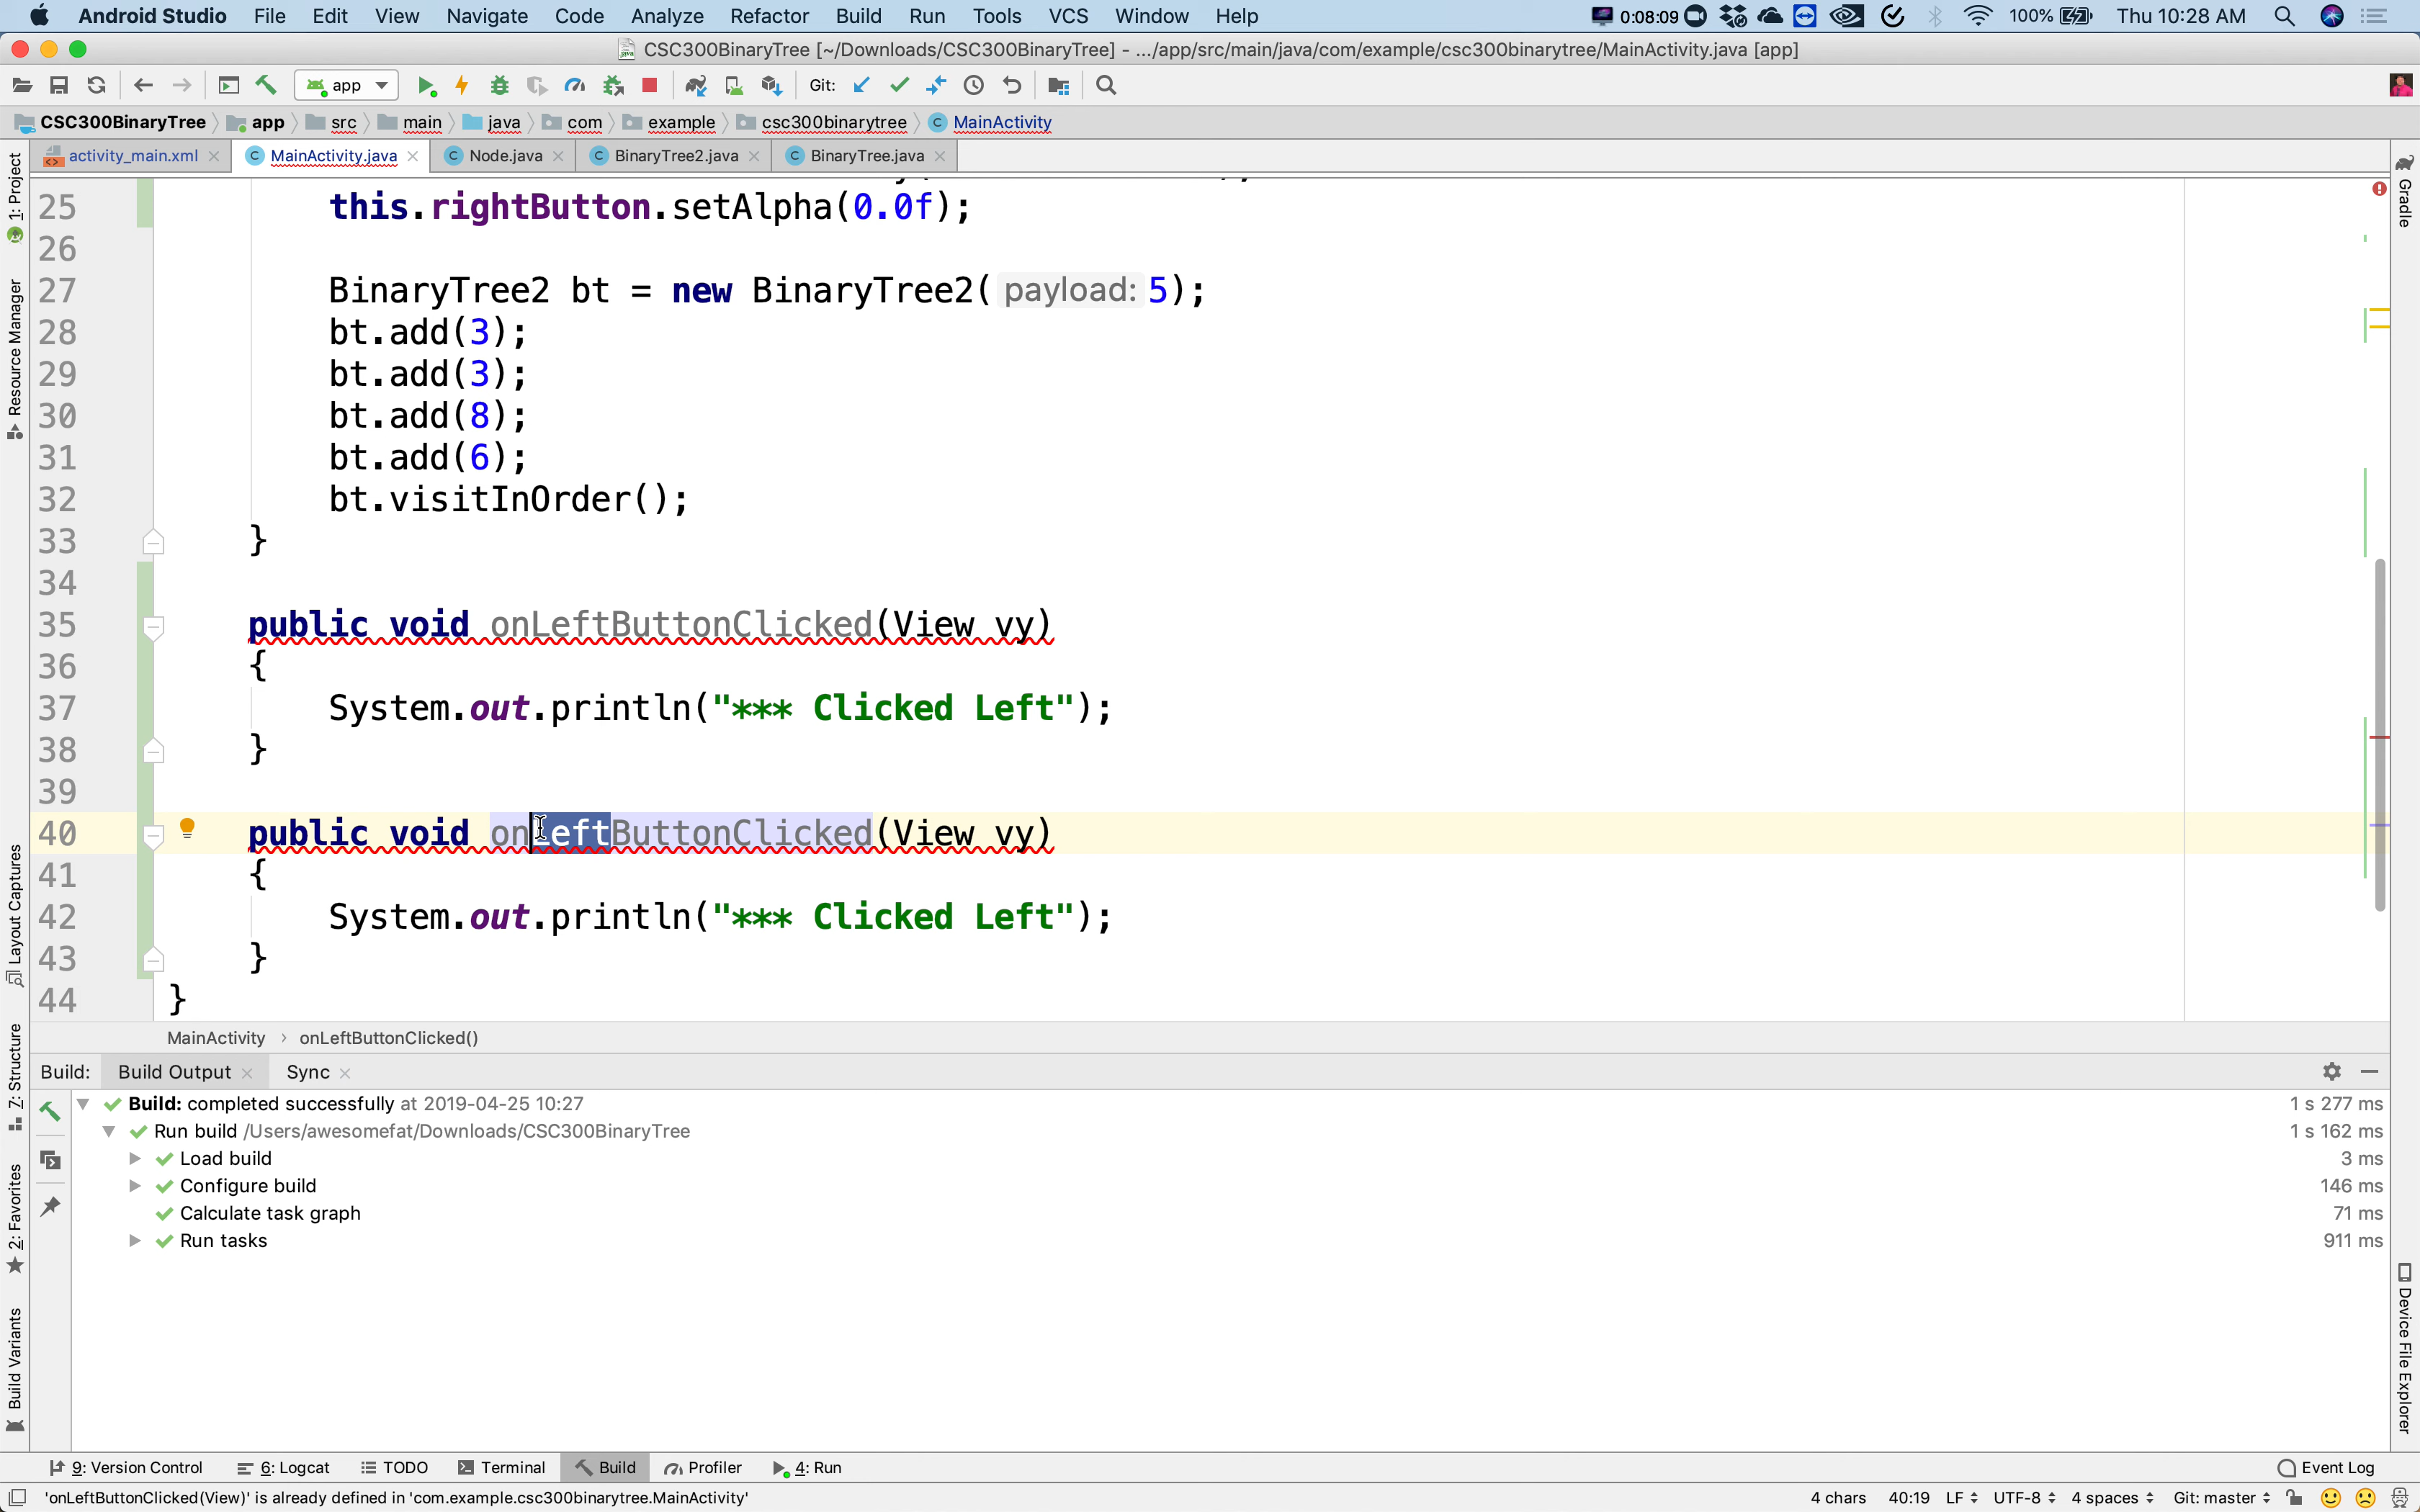 Android Studio File Edit View Navigate Code Analyze Refactor Build Run Tools VCS Window Help 0:08:09 100% Thu 10:28 AM
CSC300BinaryTree [~/Downloads/CSC300BinaryTree] - .../app/src/main/java/com/example/csc300binarytree/MainActivity.java [app]
app Git:
CSC300BinaryTree app src main java com example csc300binarytree MainActivity
activity_main.xml MainActivity.java Node.java BinaryTree2.java BinaryTree.java
1: Project
Resource Manager
Layout Captures
7: Structure
2: Favorites
Build Variants
Gradle
Device File Explorer
25 this.rightButton.setAlpha(0.0f);
26
27 BinaryTree2 bt = new BinaryTree2( payload: 5);
28 bt.add(3);
29 bt.add(3);
30 bt.add(8);
31 bt.add(6);
32 bt.visitInOrder();
33 }
34
35 public void onLeftButtonClicked(View vy)
36 {
37 System.out.println("*** Clicked Left");
38 }
39
40 public void onLeftButtonClicked(View vy)
41 {
42 System.out.println("*** Clicked Left");
43 }
44 }
MainActivity › onLeftButtonClicked()
Build: Build Output Sync
Build: completed successfully at 2019-04-25 10:27 1 s 277 ms
Run build /Users/awesomefat/Downloads/CSC300BinaryTree 1 s 162 ms
Load build 3 ms
Configure build 146 ms
Calculate task graph 71 ms
Run tasks 911 ms
9: Version Control 6: Logcat TODO Terminal Build Profiler 4: Run Event Log
'onLeftButtonClicked(View)' is already defined in 'com.example.csc300binarytree.MainActivity' 4 chars 40:19 LF UTF-8 4 spaces Git: master